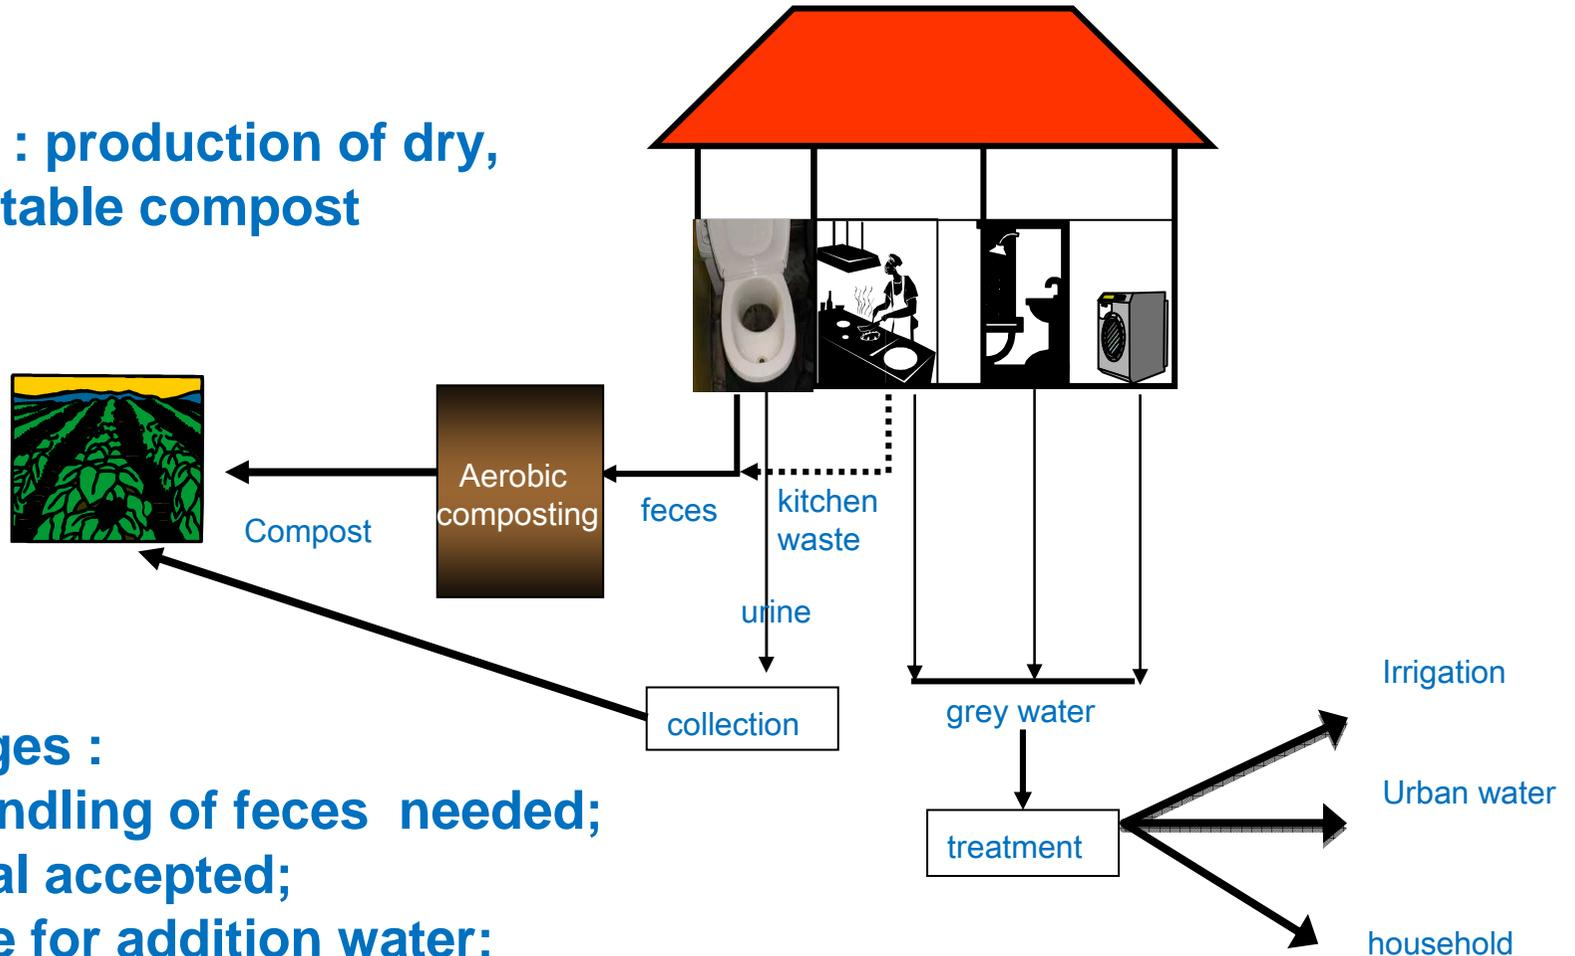 : production of dry,
table compost
Aerobic
composting
feces
kitchen
waste
Compost
urine
collection
grey water
treatment
Irrigation
Urban water
household
ges :
ndling of feces  needed;
al accepted;
e for addition water;